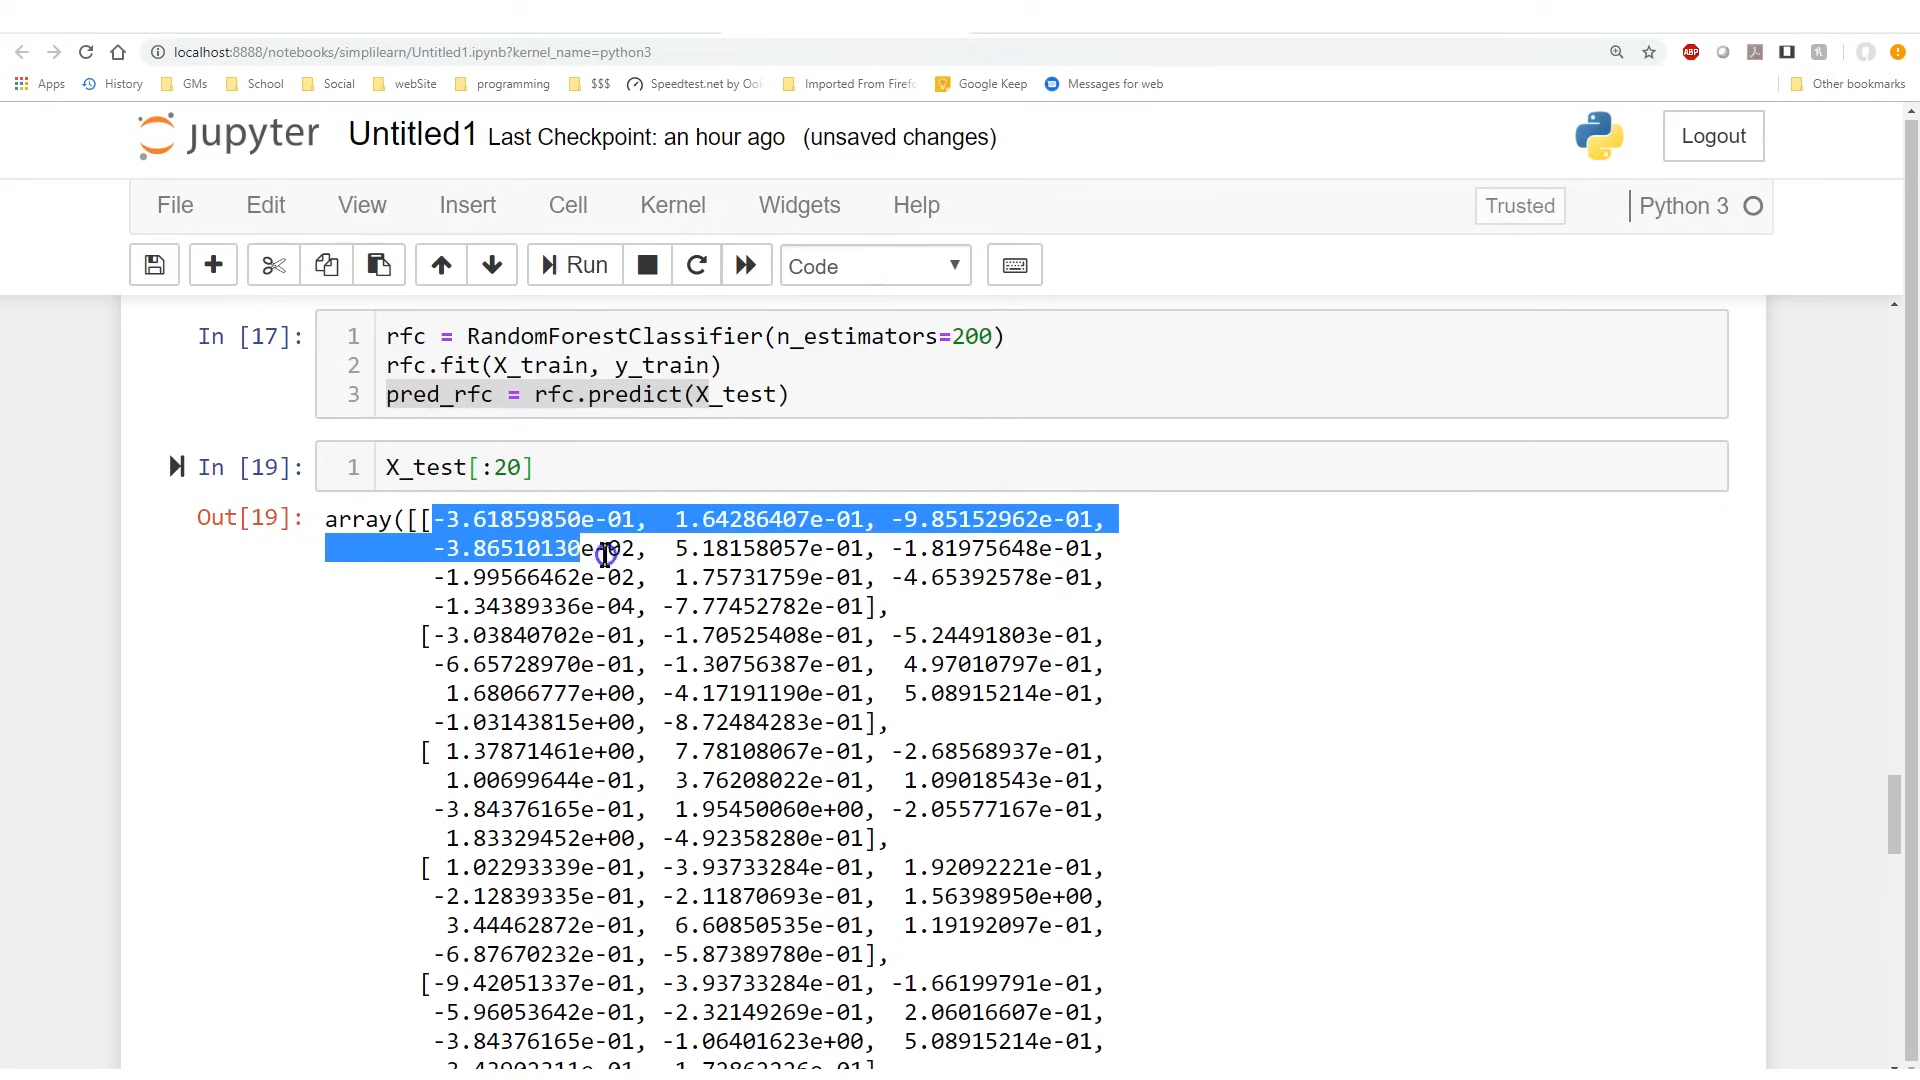 localhost:8888/notebooks/simplilearn/Untitled1.ipynb?kernel_name=python3
ABP
Apps History GMs School Social webSite programming $$$ Speedtest.net by Ook Imported From Firefo Google Keep Messages for web Other bookmarks
jupyter Untitled1 Last Checkpoint: an hour ago (unsaved changes) Logout
File Edit View Insert Cell Kernel Widgets Help Trusted Python 3
Run Code
In [17]: 1 rfc = RandomForestClassifier(n_estimators=200)
2 rfc.fit(X_train, y_train)
3 pred_rfc = rfc.predict(X_test)
In [19]: 1 X_test[:20]
Out[19]: array([[-3.61859850e-01, 1.64286407e-01, -9.85152962e-01,
-3.86510130e-02, 5.18158057e-01, -1.81975648e-01,
-1.99566462e-02, 1.75731759e-01, -4.65392578e-01,
-1.34389336e-04, -7.77452782e-01],
[-3.03840702e-01, -1.70525408e-01, -5.24491803e-01,
-6.65728970e-01, -1.30756387e-01, 4.97010797e-01,
1.68066777e+00, -4.17191190e-01, 5.08915214e-01,
-1.03143815e+00, -8.72484283e-01],
[ 1.37871461e+00, 7.78108067e-01, -2.68568937e-01,
1.00699644e-01, 3.76208022e-01, 1.09018543e-01,
-3.84376165e-01, 1.95450060e+00, -2.05577167e-01,
1.83329452e+00, -4.92358280e-01],
[ 1.02293339e-01, -3.93733284e-01, 1.92092221e-01,
-2.12839335e-01, -2.11870693e-01, 1.56398950e+00,
3.44462872e-01, 6.60850535e-01, 1.19192097e-01,
-6.87670232e-01, -5.87389780e-01],
[-9.42051337e-01, -3.93733284e-01, -1.66199791e-01,
-5.96053642e-01, -2.32149269e-01, 2.06016607e-01,
-3.84376165e-01, -1.06401623e+00, 5.08915214e-01,